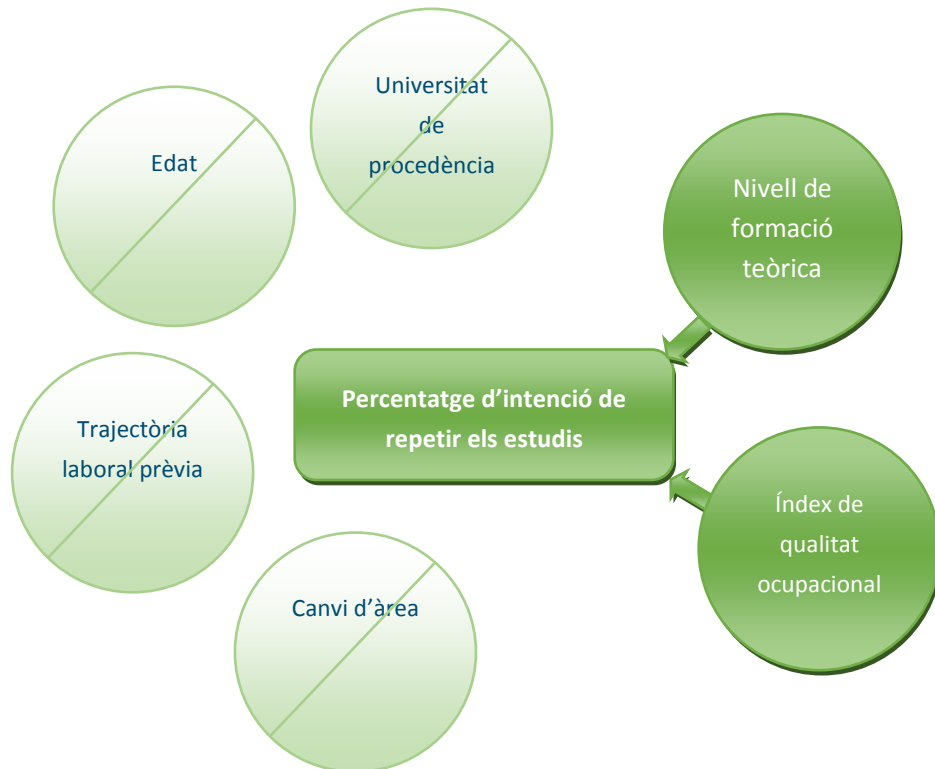 Universitat
de
procedència
Edat
Nivell de
formació
teòrica
Percentatge d’intenció de
repetir els estudis
Trajectòria
laboral prèvia
Índex de
qualitat
ocupacional
Canvi d’àrea